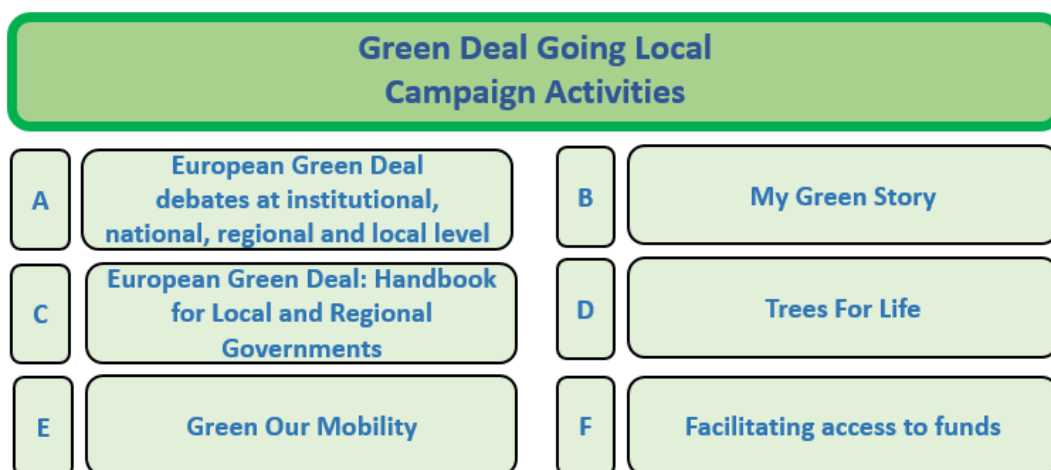 Green Deal Going Local
Campaign Activities
A
European Green Deal
debates at institutional,
national, regional and local level
B
My Green Story
C
European Green Deal: Handbook
for Local and Regional
Governments
D
Trees For Life
E
Green Our Mobility
F
Facilitating access to funds